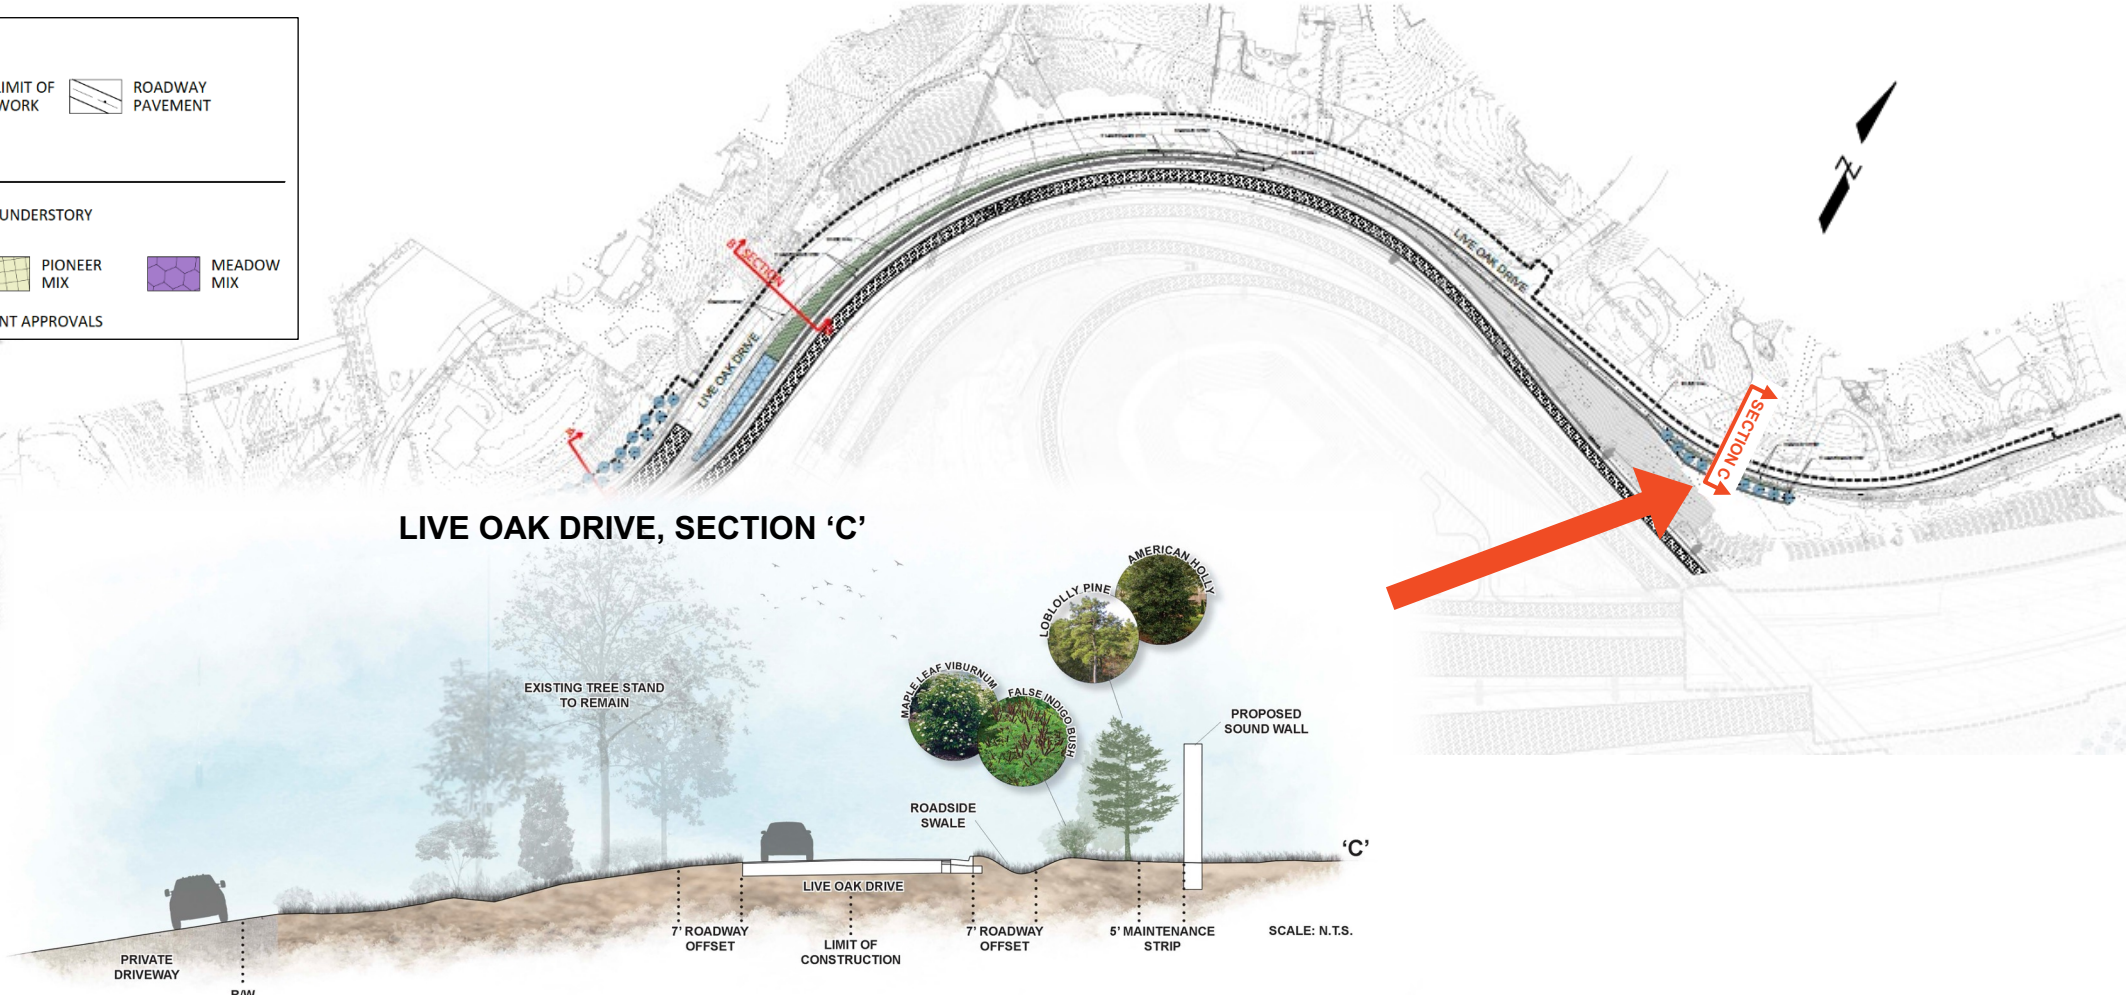 LIMIT OF
WORK
ROADWAY
PAVEMENT
UNDERSTORY
PIONEER
MIX
MEADOW
MIX
NT APPROVALS
N
LIVE OAK DRIVE
B SECTION
LIVE OAK DRIVE
A
SECTION C
LIVE OAK DRIVE, SECTION ‘C’
AMERICAN HOLLY
LOBLOLLY PINE
MAPLE LEAF VIBURNUM
FALSE INDIGO BUSH
EXISTING TREE STAND
TO REMAIN
PROPOSED
SOUND WALL
ROADSIDE
SWALE
‘C’
LIVE OAK DRIVE
7’ ROADWAY
OFFSET
LIMIT OF
CONSTRUCTION
7’ ROADWAY
OFFSET
5’ MAINTENANCE
STRIP
SCALE: N.T.S.
PRIVATE
DRIVEWAY
R/W